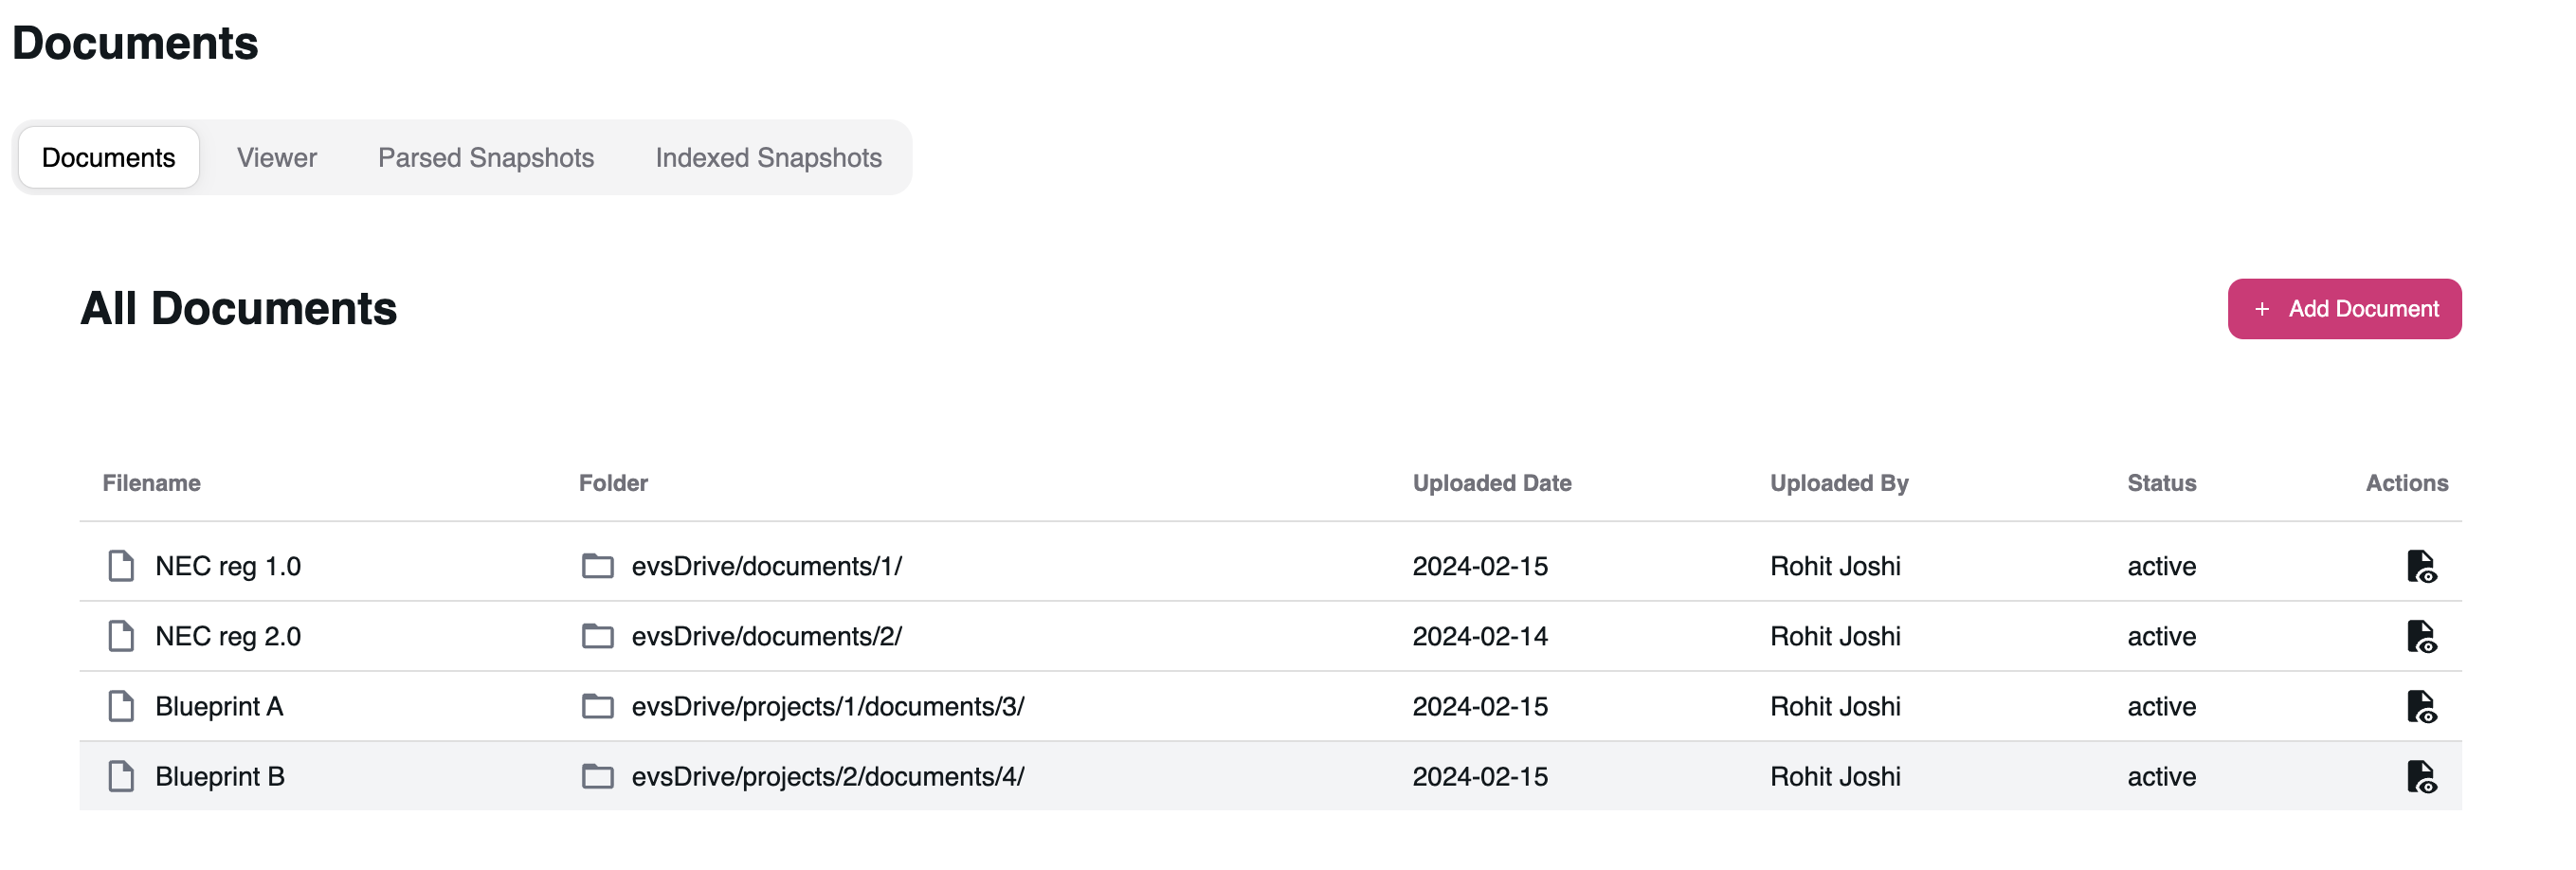 Documents
Documents Viewer Parsed Snapshots Indexed Snapshots
All Documents
+ Add Document
Filename Folder Uploaded Date Uploaded By Status Actions
NEC reg 1.0 evsDrive/documents/1/ 2024-02-15 Rohit Joshi active
NEC reg 2.0 evsDrive/documents/2/ 2024-02-14 Rohit Joshi active
Blueprint A evsDrive/projects/1/documents/3/ 2024-02-15 Rohit Joshi active
Blueprint B evsDrive/projects/2/documents/4/ 2024-02-15 Rohit Joshi active